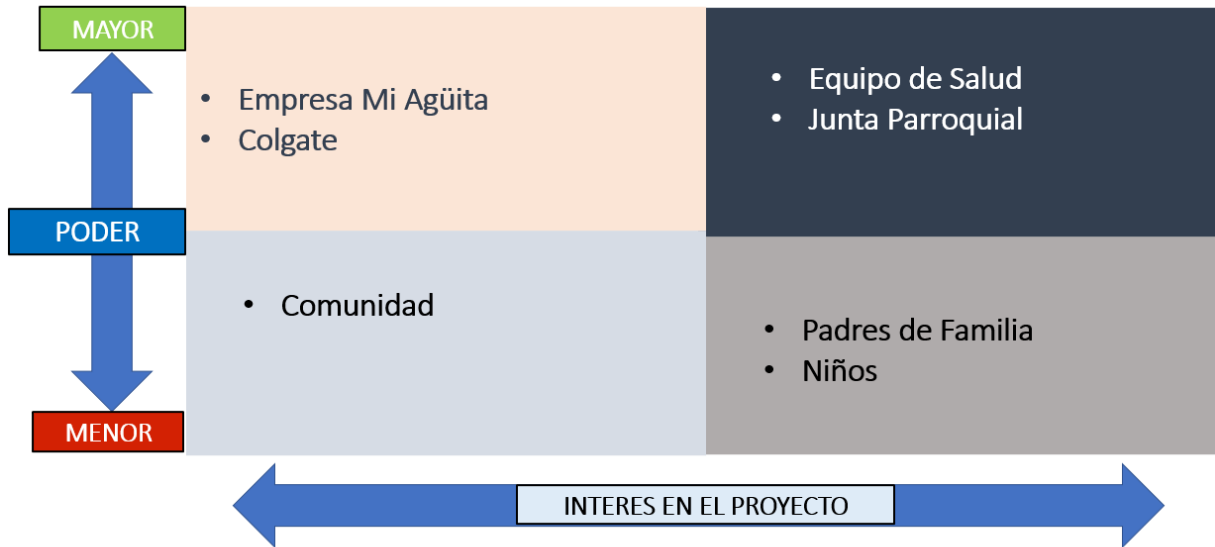 MAYOR
• Empresa Mi Agüita
• Colgate
• Equipo de Salud
• Junta Parroquial
PODER
• Comunidad
• Padres de Familia
• Niños
MENOR
INTERES EN EL PROYECTO